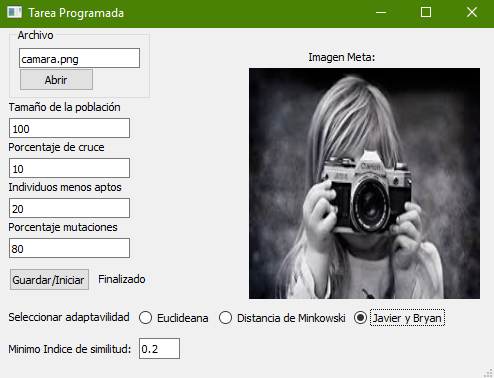 Tarea Programada
Archivo
camara.png
Abrir
Imagen Meta:
Canon
Tamaño de la población
100
Porcentaje de cruce
10
Individuos menos aptos
20
Porcentaje mutaciones
80
Guardar/Iniciar Finalizado
Seleccionar adaptavilidad Euclideana Distancia de Minkowski Javier y Bryan
Minimo Indice de similitud: 0.2